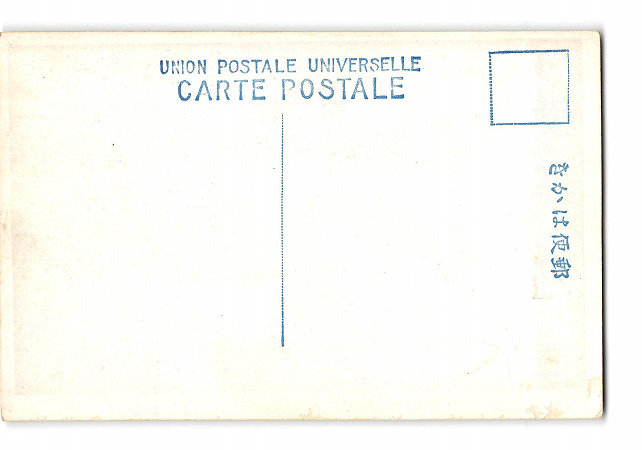 UNION POSTALE UNIVERSELLE
CARTE POSTALE
きかは便郵